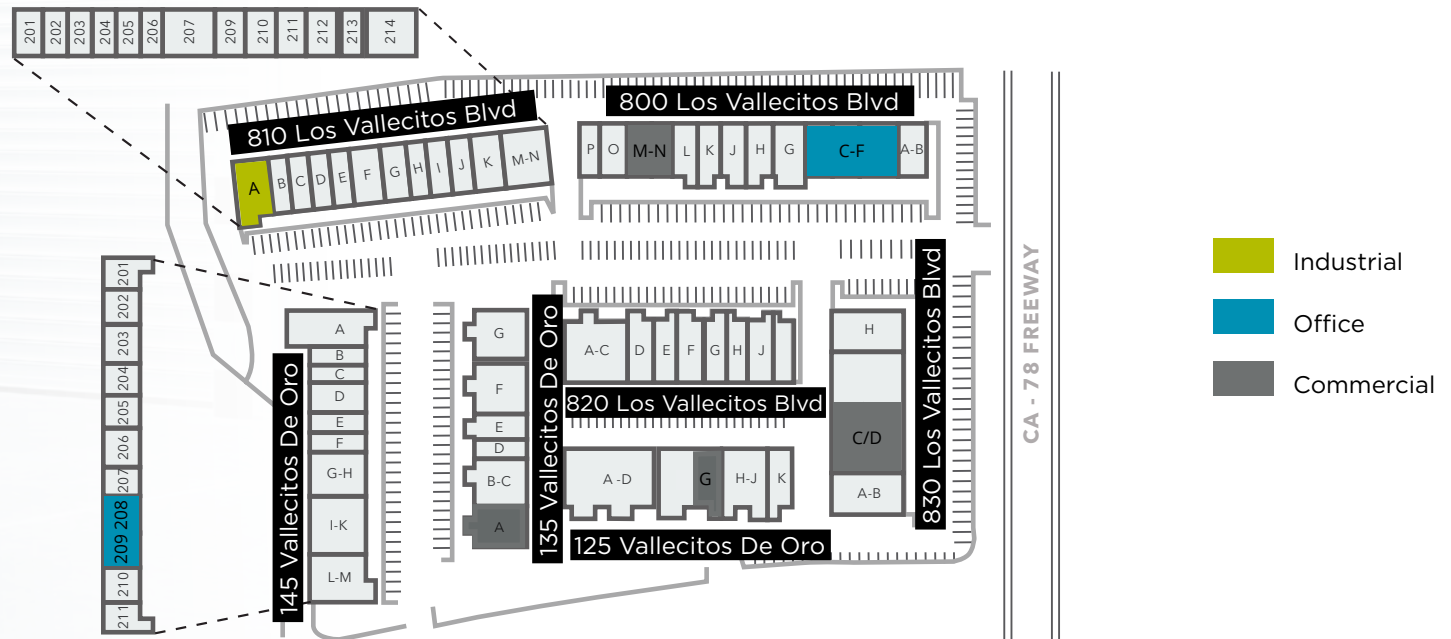 201 202 203 204 205 206 207 209 210 211 212 213 214
810 Los Vallecitos Blvd
A B C D E F G H I J K M-N
800 Los Vallecitos Blvd
P O M-N L K J H G C-F A-B
201
202
203
204
205
206
207
209 208
210
211
145 Vallecitos De Oro
A
B
C
D
E
F
G-H
I-K
L-M
G
F
E
D
B-C
A
135 Vallecitos De Oro
A-C D E F G H J
820 Los Vallecitos Blvd
A -D G H-J K
125 Vallecitos De Oro
H
C/D
A-B
830 Los Vallecitos Blvd
CA - 78 FREEWAY
Industrial
Office
Commercial